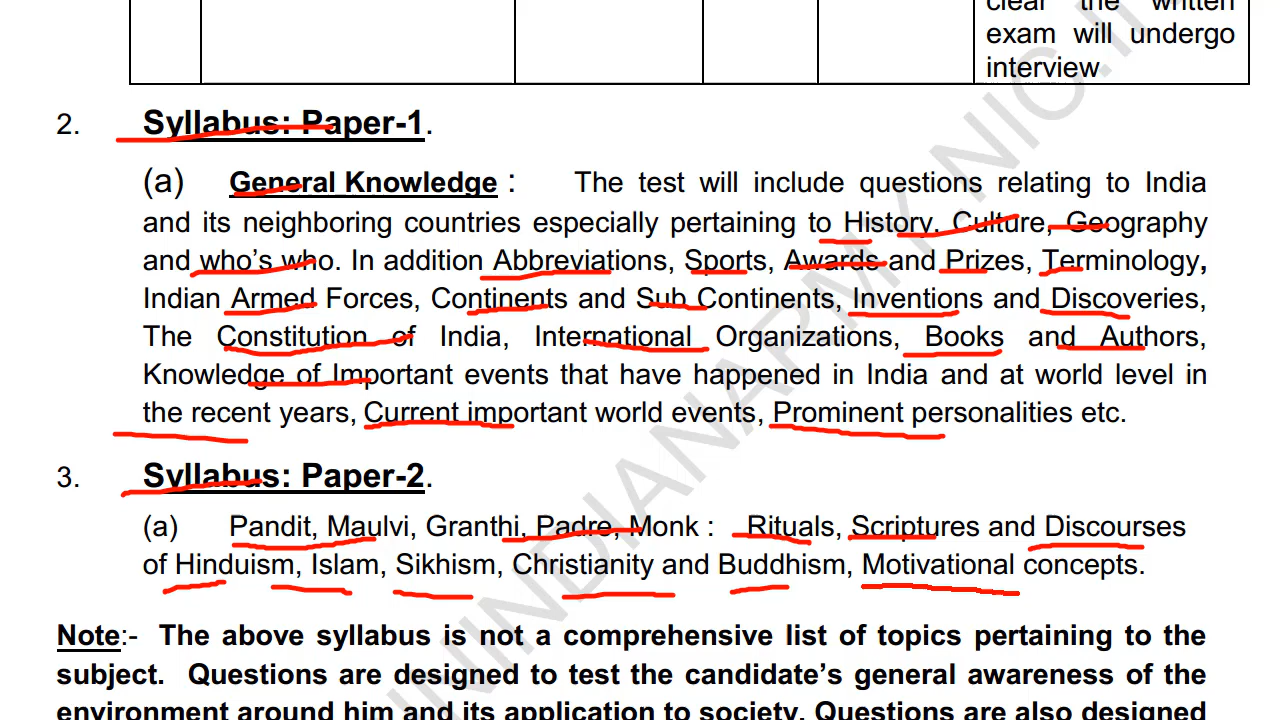 clear the written
exam will undergo
interview
2. Syllabus: Paper-1.
(a) General Knowledge : The test will include questions relating to India
and its neighboring countries especially pertaining to History. Culture, Geography
and who's who. In addition Abbreviations, Sports, Awards and Prizes, Terminology,
Indian Armed Forces, Continents and Sub Continents, Inventions and Discoveries,
The Constitution of India, International Organizations, Books and Authors,
Knowledge of Important events that have happened in India and at world level in
the recent years, Current important world events, Prominent personalities etc.
3. Syllabus: Paper-2.
(a) Pandit, Maulvi, Granthi, Padre, Monk : Rituals, Scriptures and Discourses
of Hinduism, Islam, Sikhism, Christianity and Buddhism, Motivational concepts.
Note:- The above syllabus is not a comprehensive list of topics pertaining to the
subject. Questions are designed to test the candidate's general awareness of the
environment around him and its application to society. Questions are also designed